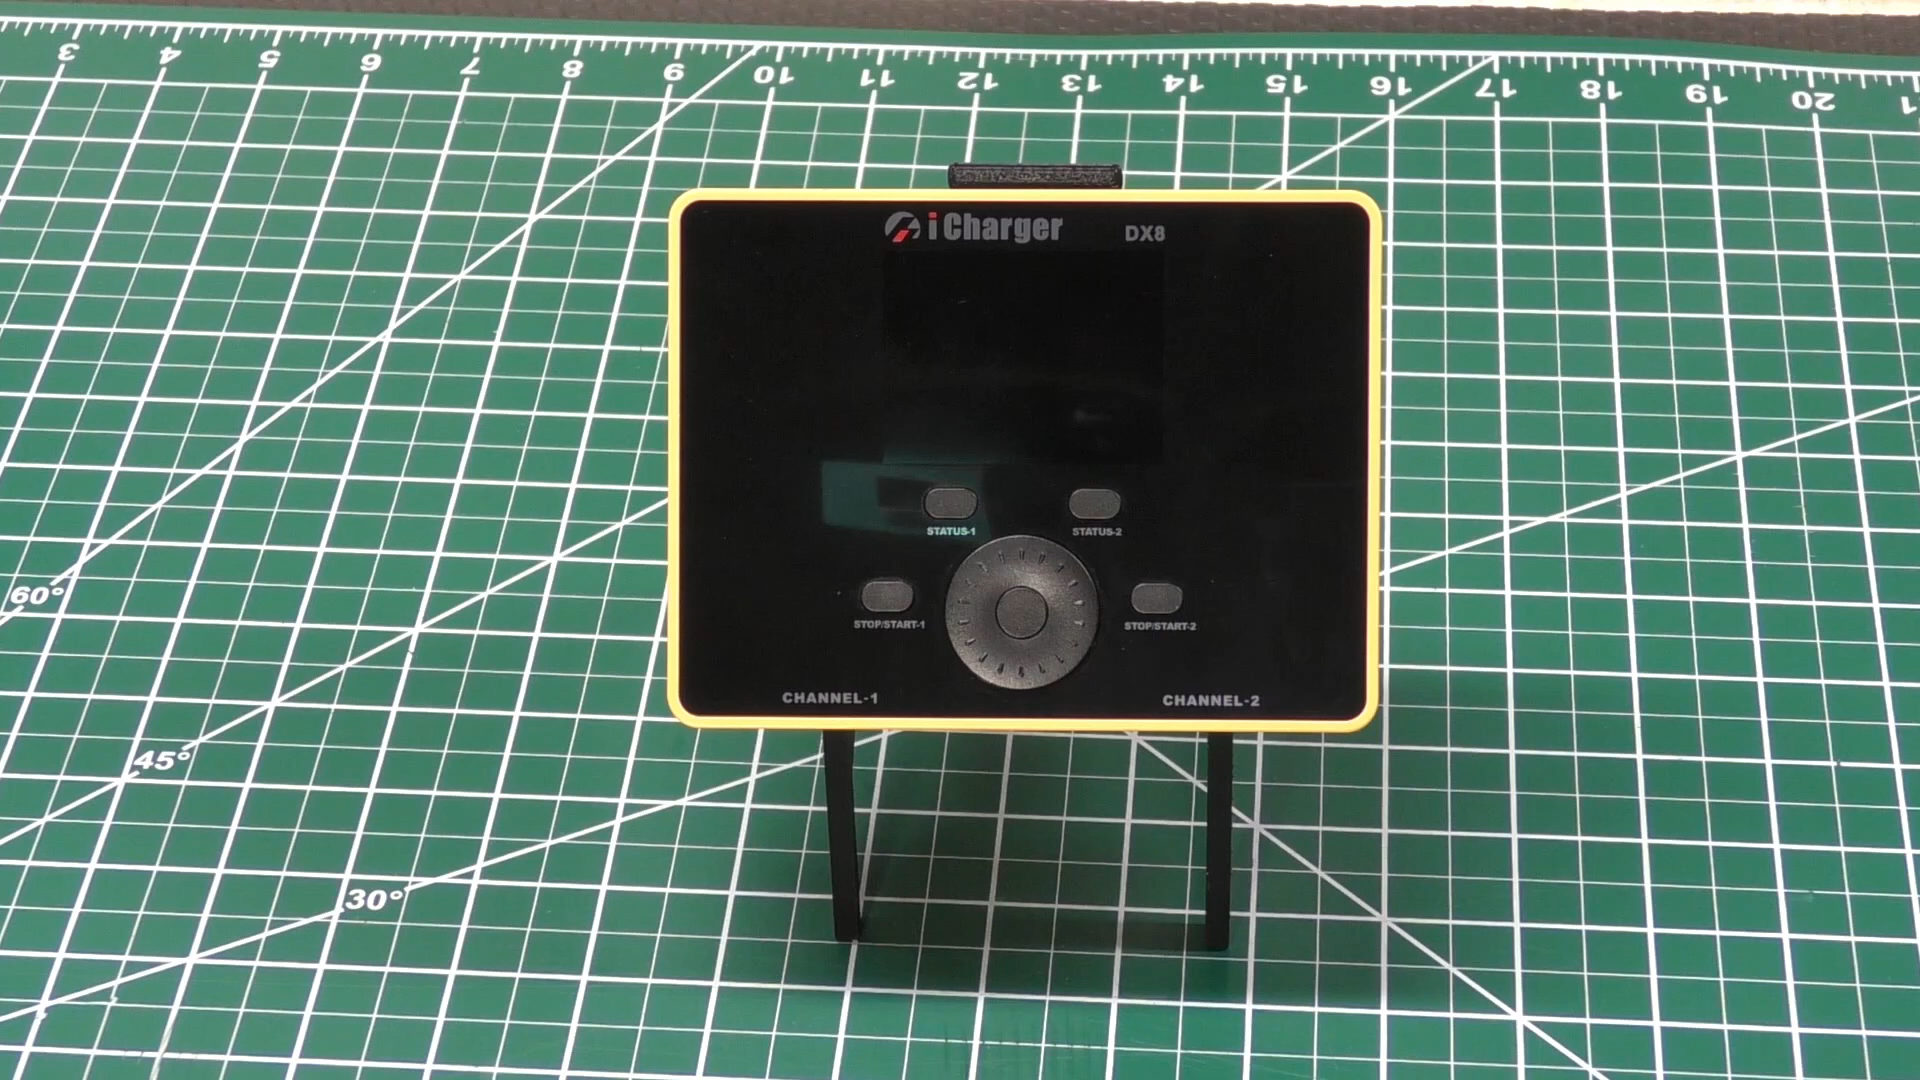 3 4 5 6 7 8 9 10 11 12 13 14 15 16 17 18 19 20
iCharger DX8
STATUS-1 STATUS-2
STOP/START-1 STOP/START-2
CHANNEL-1 CHANNEL-2
60°
45°
30°